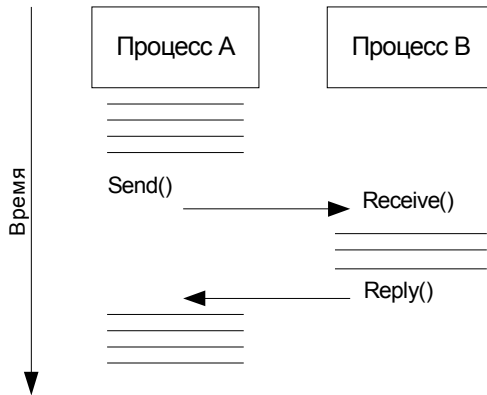 Процесс А
Процесс В
Send()
Receive()
Время
Reply()